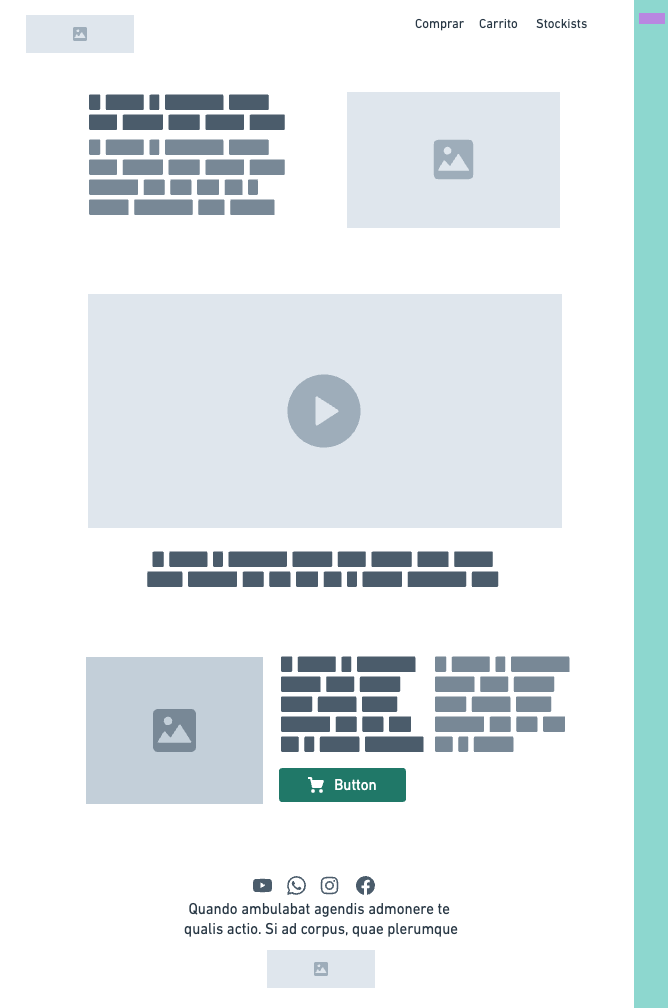 Comprar Carrito Stockists
Button
Quando ambulabat agendis admonere te
qualis actio. Si ad corpus, quae plerumque